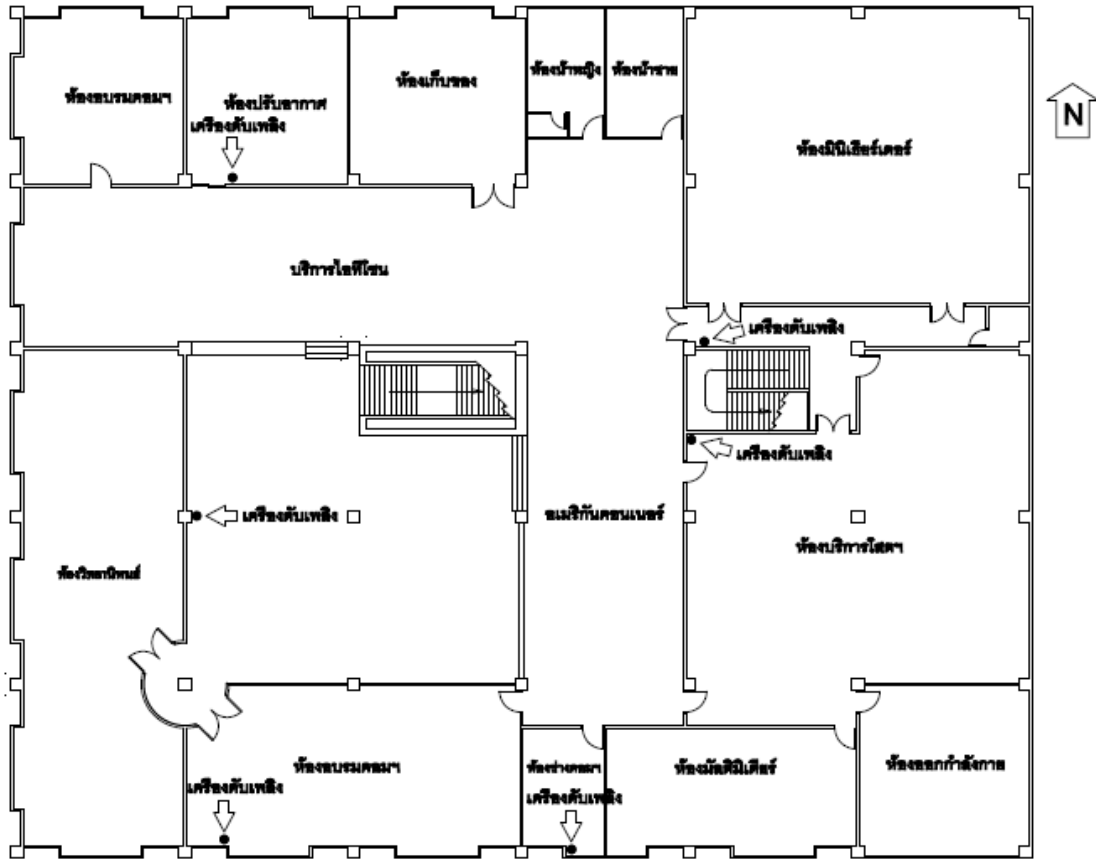 ห้องอบรมคอมฯ
ห้องปรับอากาศ
เครื่องดับเพลิง
ห้องเก็บของ
ห้องน้ำหญิง
ห้องน้ำชาย
ห้องมินิเธียร์เตอร์
N
บริการไอทีโซน
เครื่องดับเพลิง
เครื่องดับเพลิง
เครื่องดับเพลิง
อเมริกันคอนเนอร์
ห้องบริการโสตฯ
ห้องวิทยานิพนธ์
ห้องอบรมคอมฯ
เครื่องดับเพลิง
ห้องช่างคอมฯ
เครื่องดับเพลิง
ห้องมัลติมิเดียร์
ห้องออกกำลังกาย